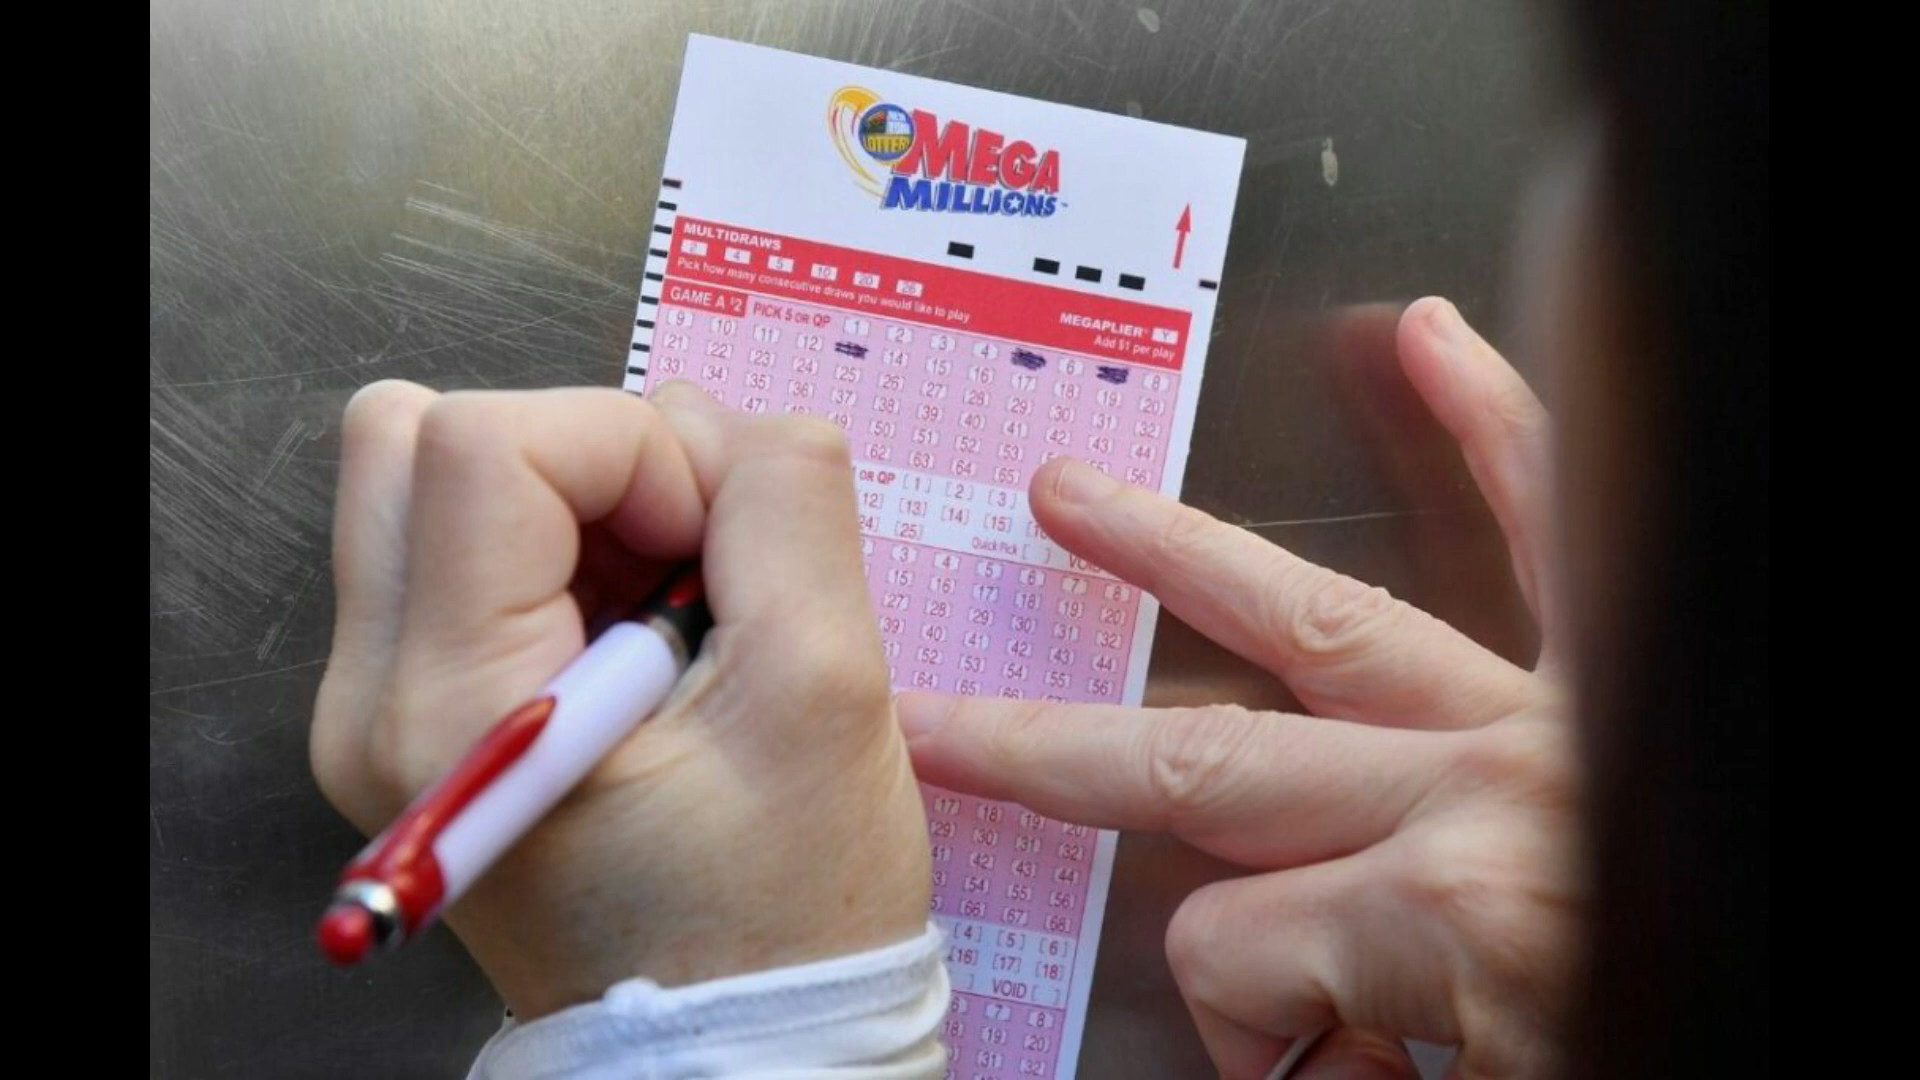 NEW YORK LOTTERY
MEGA
MILLIONS™
MULTIDRAWS
2 4 5 10 20 26
Pick how many consecutive draws you would like to play
MEGAPLIER® Y
Add $1 per play
GAME A $2 PICK 5 OR QP 1 2 3 4 6 8
9 10 11 12 14 15 16 17 18 19 20
21 22 23 24 25 26 27 28 29 30 31 32
33 34 35 36 37 38 39 40 41 42 43 44
47 49 50 51 52 53 55 56
62 63 64 65
OR QP [1] [2] [3]
12] [13] [14] [15]
24] [25]
Quick Pick [ ] VOID
3 4 5 6 7 8
15 16 17 18 19 20
27 28 29 30 31 32
39 40 41 42 43 44
51 52 53 54 55 56
64 65 66
17 18 19 20
29 30 31 32
41 42 43 44
54 55 56
66 67 68
[4] [5] [6]
[16] [17] [18]
VOID [ ]
6 7 8
18 19 20
31 32